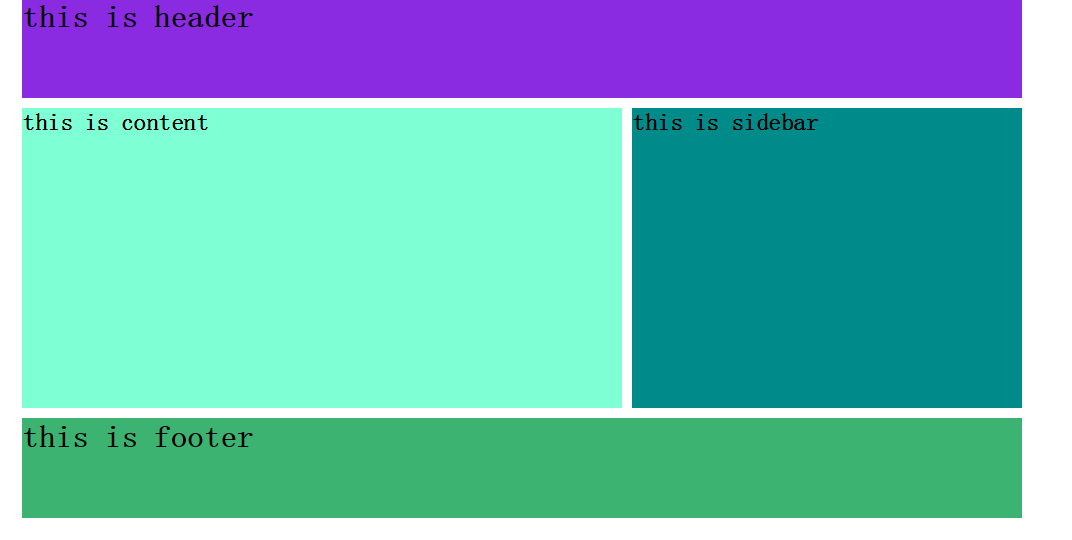 this is header
this is content
this is sidebar
this is footer